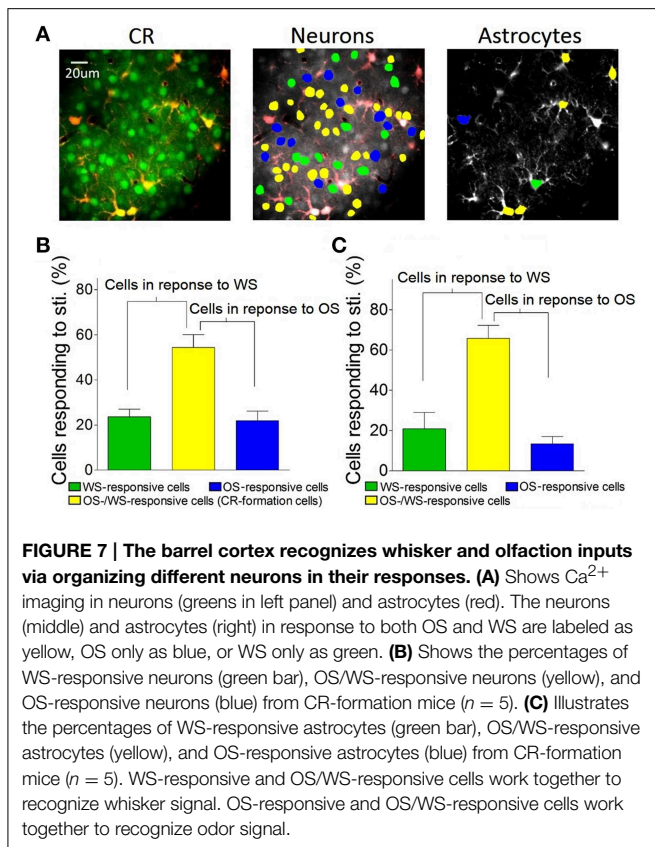 A
CR
Neurons
Astrocytes
20um
B
C
Cells responding to sti. (%)
80
60
40
20
0
Cells in reponse to WS
Cells in reponse to OS
WS-responsive cells
OS-responsive cells
OS-/WS-responsive cells (CR-formation cells)
Cells responding to sti. (%)
80
60
40
20
0
Cells in reponse to WS
Cells in reponse to OS
WS-responsive cells
OS-responsive cells
OS-/WS-responsive cells
FIGURE 7 | The barrel cortex recognizes whisker and olfaction inputs
via organizing different neurons in their responses. (A) Shows Ca2+
imaging in neurons (greens in left panel) and astrocytes (red). The neurons
(middle) and astrocytes (right) in response to both OS and WS are labeled as
yellow, OS only as blue, or WS only as green. (B) Shows the percentages of
WS-responsive neurons (green bar), OS/WS-responsive neurons (yellow), and
OS-responsive neurons (blue) from CR-formation mice (n = 5). (C) Illustrates
the percentages of WS-responsive astrocytes (green bar), OS/WS-responsive
astrocytes (yellow), and OS-responsive astrocytes (blue) from CR-formation
mice (n = 5). WS-responsive and OS/WS-responsive cells work together to
recognize whisker signal. OS-responsive and OS/WS-responsive cells work
together to recognize odor signal.